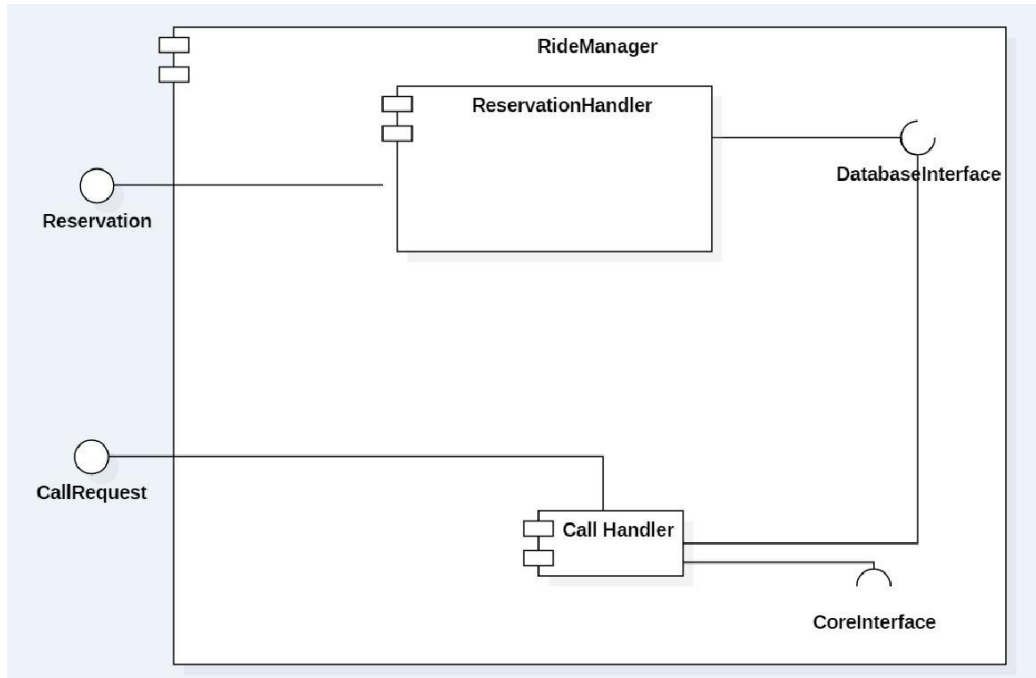 RideManager
ReservationHandler
DatabaseInterface
Reservation
CallRequest
Call Handler
CoreInterface